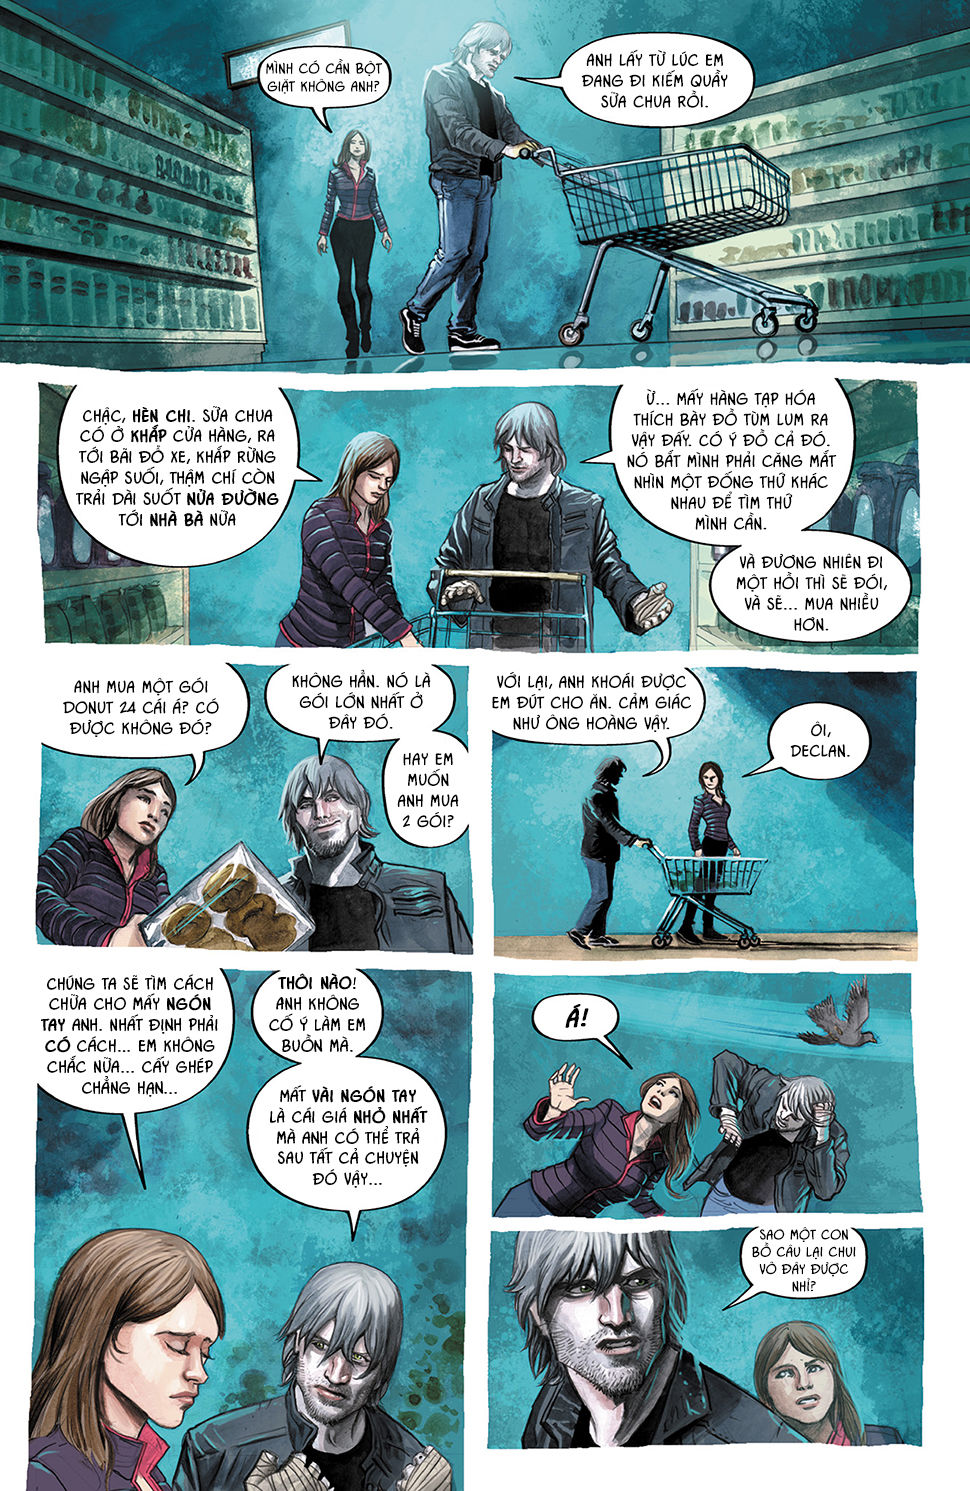 MÌNH CÓ CẦN BỘT
GIẶT KHÔNG ANH?
ANH LẤY TỪ LÚC EM
ĐANG ĐI KIẾM QUẦY
SỮA CHUA RỒI.
CHẬC, HÈN CHI. SỮA CHUA
CÓ Ở KHẮP CỬA HÀNG, RA
TỚI BÃI ĐỖ XE, KHẮP RỪNG
NGẬP SUỐI, THẬM CHÍ CÒN
TRẢI DÀI SUỐT NỬA ĐƯỜNG
TỚI NHÀ BÀ NỮA
Ừ... MẤY HÀNG TẠP HÓA
THÍCH BÀY ĐỒ TÙM LUM RA
VẬY ĐẤY. CÓ Ý ĐỒ CẢ ĐÓ.
NÓ BẮT MÌNH PHẢI CĂNG MẮT
NHÌN MỘT ĐỐNG THỨ KHÁC
NHAU ĐỂ TÌM THỨ
MÌNH CẦN.
VÀ ĐƯƠNG NHIÊN ĐI
MỘT HỒI THÌ SẼ ĐÓI,
VÀ SẼ... MUA NHIỀU
HƠN.
ANH MUA MỘT GÓI
DONUT 24 CÁI Á? CÓ
ĐƯỢC KHÔNG ĐÓ?
KHÔNG HẲN. NÓ LÀ
GÓI LỚN NHẤT Ở
ĐÂY ĐÓ.
HAY EM
MUỐN
ANH MUA
2 GÓI?
VỚI LẠI, ANH KHOÁI ĐƯỢC
EM ĐÚT CHO ĂN. CẢM GIÁC
NHƯ ÔNG HOÀNG VẬY.
ÔI,
DECLAN.
CHÚNG TA SẼ TÌM CÁCH
CHỮA CHO MẤY NGÓN
TAY ANH. NHẤT ĐỊNH PHẢI
CÓ CÁCH... EM KHÔNG
CHẮC NỮA... CẤY GHÉP
CHẲNG HẠN...
THÔI NÀO!
ANH KHÔNG
CỐ Ý LÀM EM
BUỒN MÀ.
MẤT VÀI NGÓN TAY
LÀ CÁI GIÁ NHỎ NHẤT
MÀ ANH CÓ THỂ TRẢ
SAU TẤT CẢ CHUYỆN
ĐÓ VẬY...
Á!
SAO MỘT CON
BỒ CÂU LẠI CHUI
VÔ ĐÂY ĐƯỢC
NHỈ?